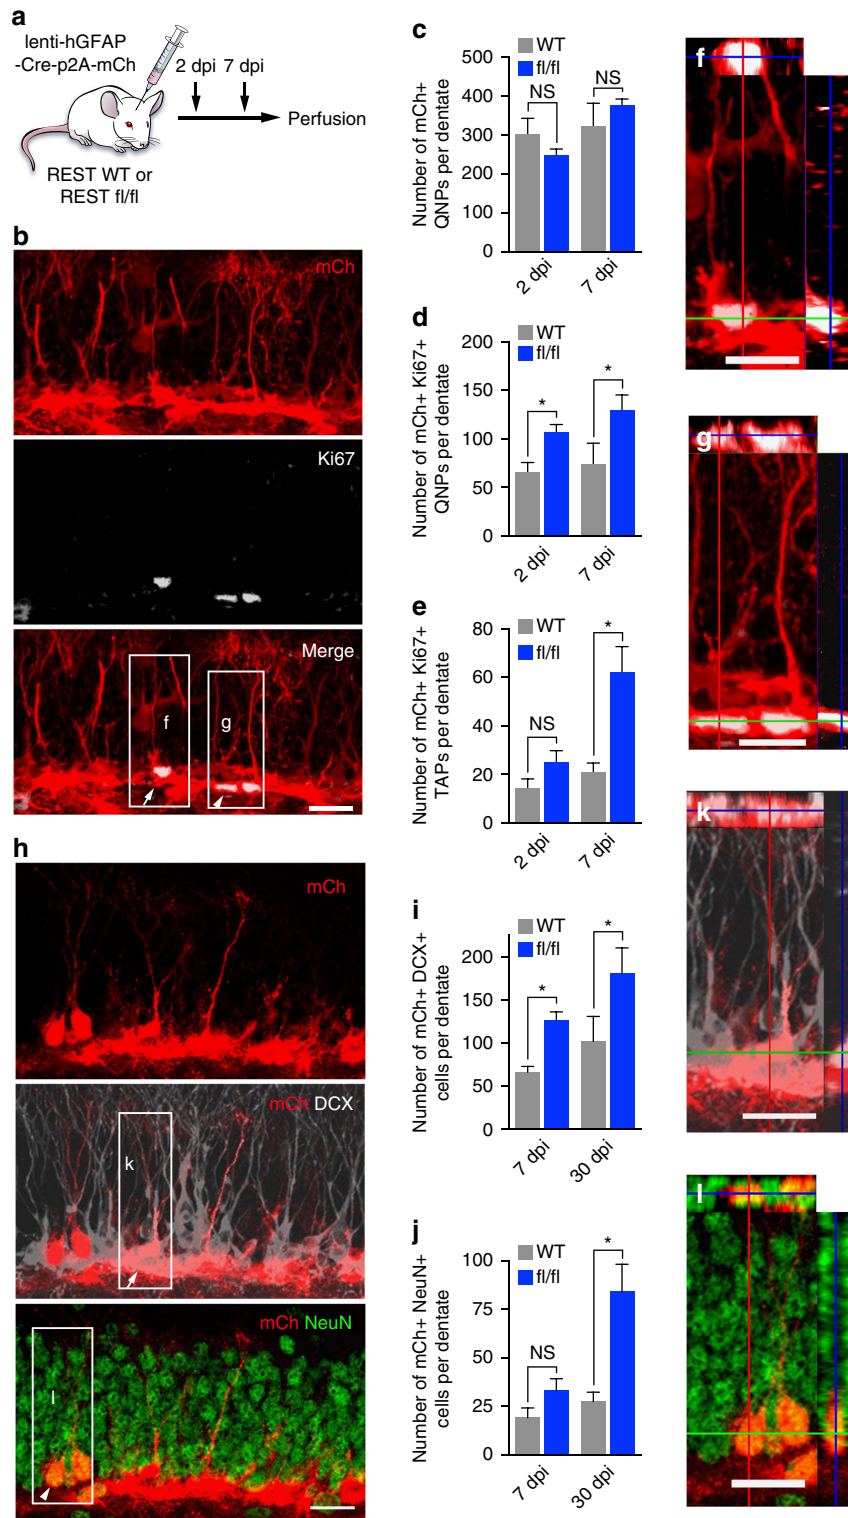 a
lenti-hGFAP
-Cre-p2A-mCh
2 dpi 7 dpi
Perfusion
REST WT or
REST fl/fl
b
mCh
Ki67
Merge
f
g
h
mCh
mCh DCX
k
mCh NeuN
l
c
WT
fl/fl
Number of mCh+
QNPs per dentate
500
400
300
200
300
100
0
NS
NS
2 dpi
7 dpi
d
WT
fl/fl
Number of mCh+ Ki67+
QNPs per dentate
200
150
100
50
0
*
*
2 dpi
7 dpi
e
WT
fl/fl
Number of mCh+ Ki67+
TAPs per dentate
80
60
40
20
0
NS
*
2 dpi
7 dpi
i
WT
fl/fl
Number of mCh+ DCX+
cells per dentate
200
150
100
50
0
*
*
7 dpi
30 dpi
j
WT
fl/fl
Number of mCh+ NeuN+
cells per dentate
100
75
50
25
0
NS
*
7 dpi
30 dpi
f
g
k
l